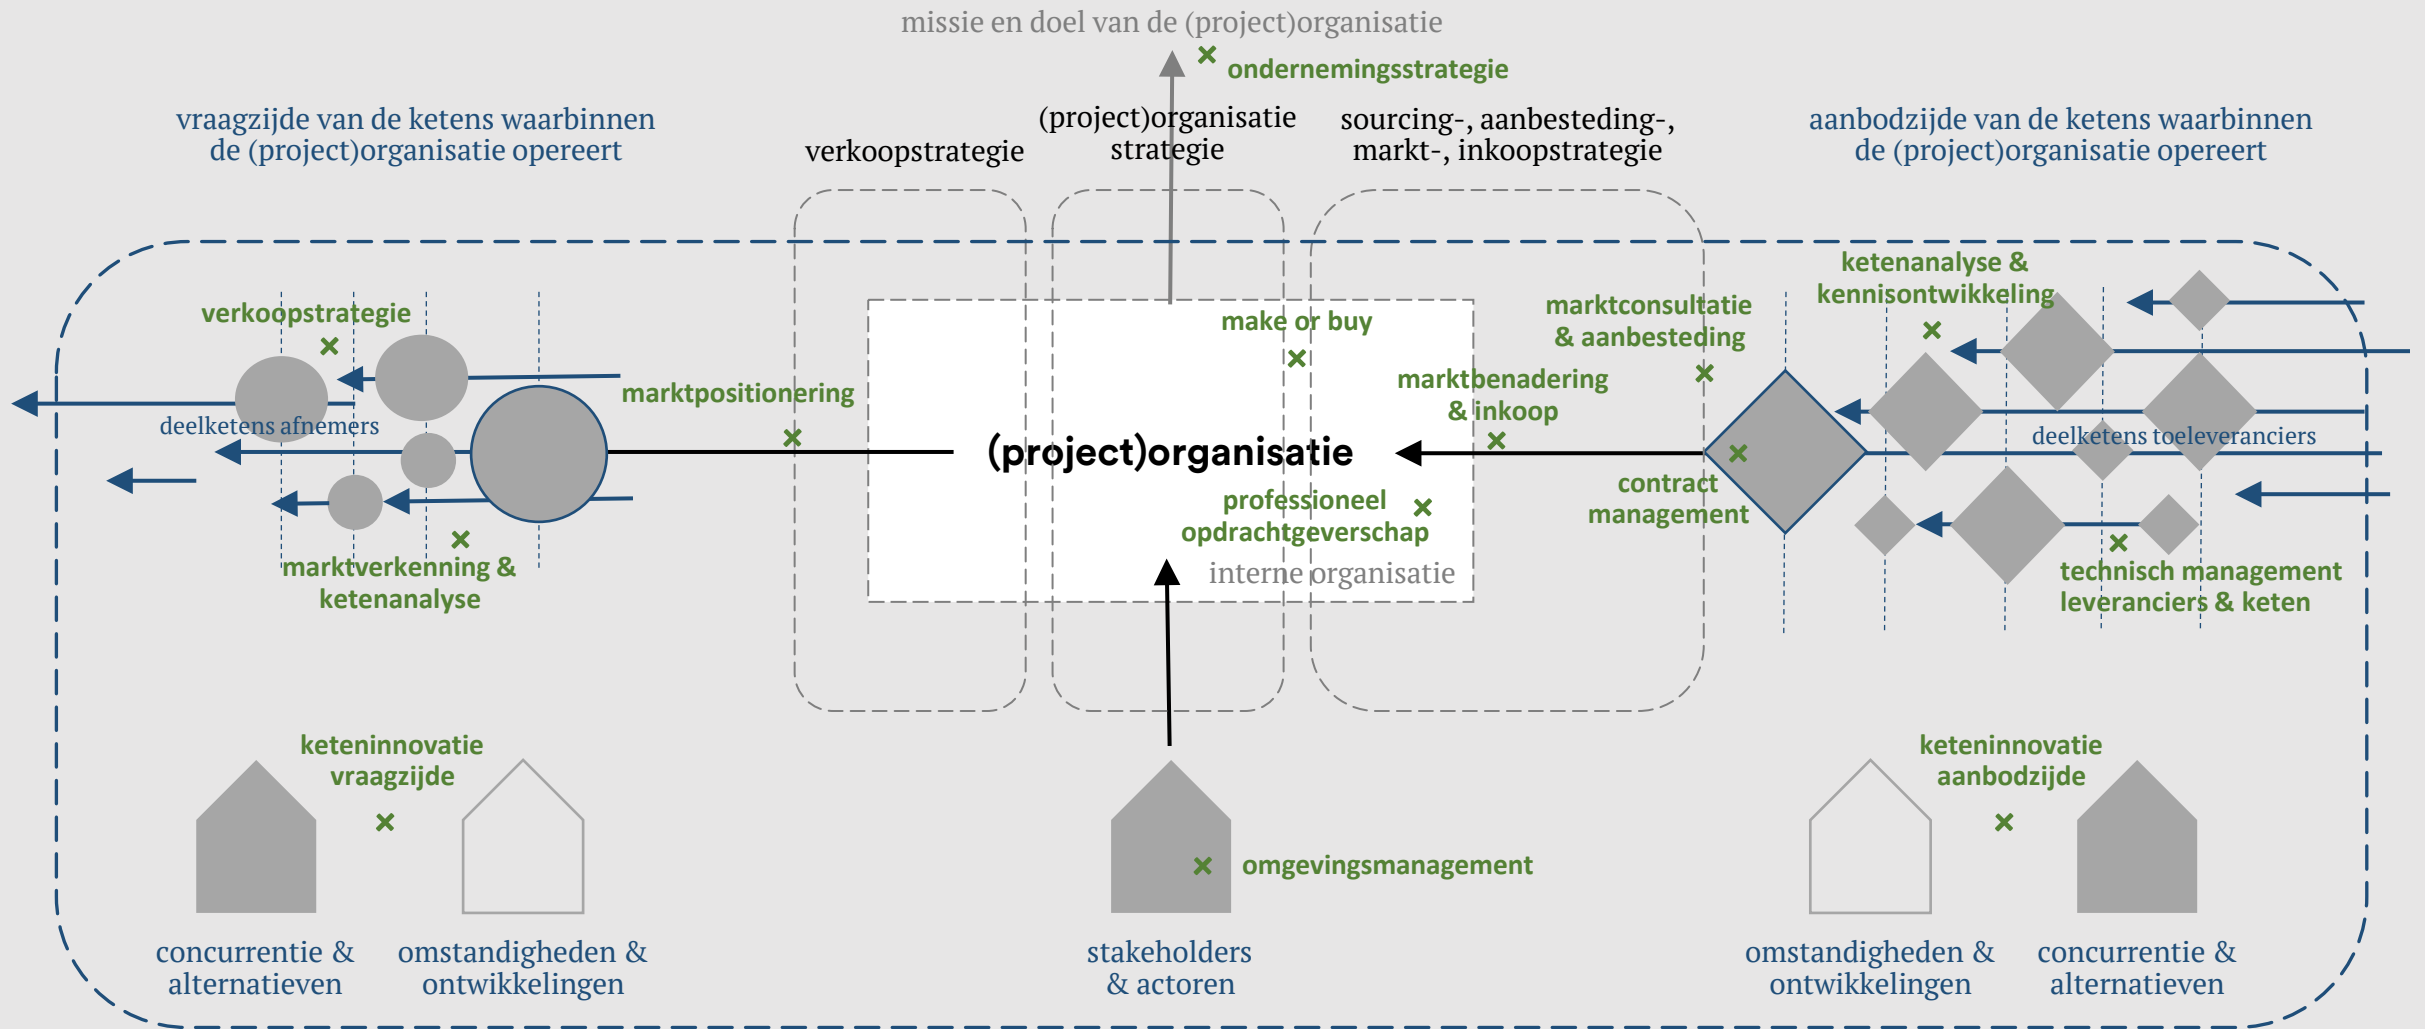 missie en doel van de (project)organisatie
ondernemingsstrategie
vraagzijde van de ketens waarbinnen
de (project)organisatie opereert
verkoopstrategie
(project)organisatie
strategie
sourcing-, aanbesteding-,
markt-, inkoopstrategie
aanbodzijde van de ketens waarbinnen
de (project)organisatie opereert
verkoopstrategie
deelketens afnemers
marktverkenning &
ketenanalyse
marktpositionering
make or buy
(project)organisatie
professioneel
opdrachtgeverschap
interne organisatie
marktbenadering
& inkoop
marktconsultatie
& aanbesteding
contract
management
ketenanalyse &
kennisontwikkeling
deelketens toeleveranciers
technisch management
leveranciers & keten
keteninnovatie
vraagzijde
concurrentie &
alternatieven
omstandigheden &
ontwikkelingen
omgevingsmanagement
stakeholders
& actoren
keteninnovatie
aanbodzijde
omstandigheden &
ontwikkelingen
concurrentie &
alternatieven